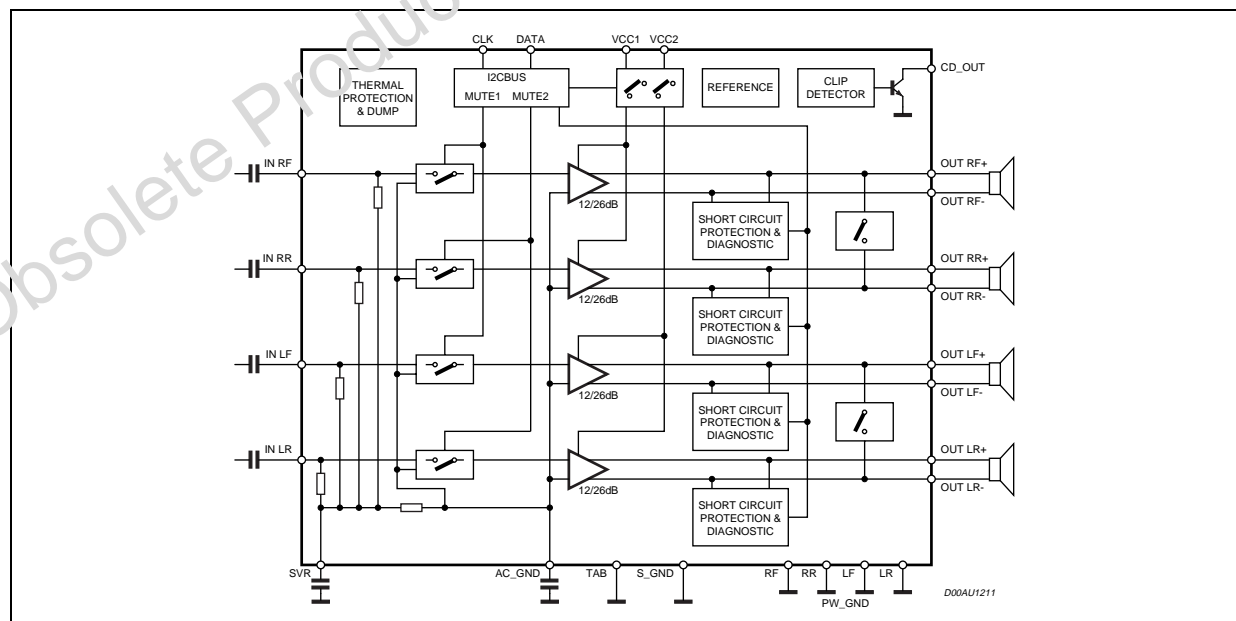 Obsolete Produc
CLK DATA VCC1 VCC2
CD_OUT
THERMAL
PROTECTION
& DUMP
I2CBUS
MUTE1 MUTE2
REFERENCE
CLIP
DETECTOR
IN RF
12/26dB
SHORT CIRCUIT
PROTECTION &
DIAGNOSTIC
OUT RF+
OUT RF-
IN RR
12/26dB
SHORT CIRCUIT
PROTECTION &
DIAGNOSTIC
OUT RR+
OUT RR-
IN LF
12/26dB
SHORT CIRCUIT
PROTECTION &
DIAGNOSTIC
OUT LF+
OUT LF-
IN LR
12/26dB
SHORT CIRCUIT
PROTECTION &
DIAGNOSTIC
OUT LR+
OUT LR-
SVR AC_GND TAB S_GND RF RR LF LR
PW_GND
D00AU1211